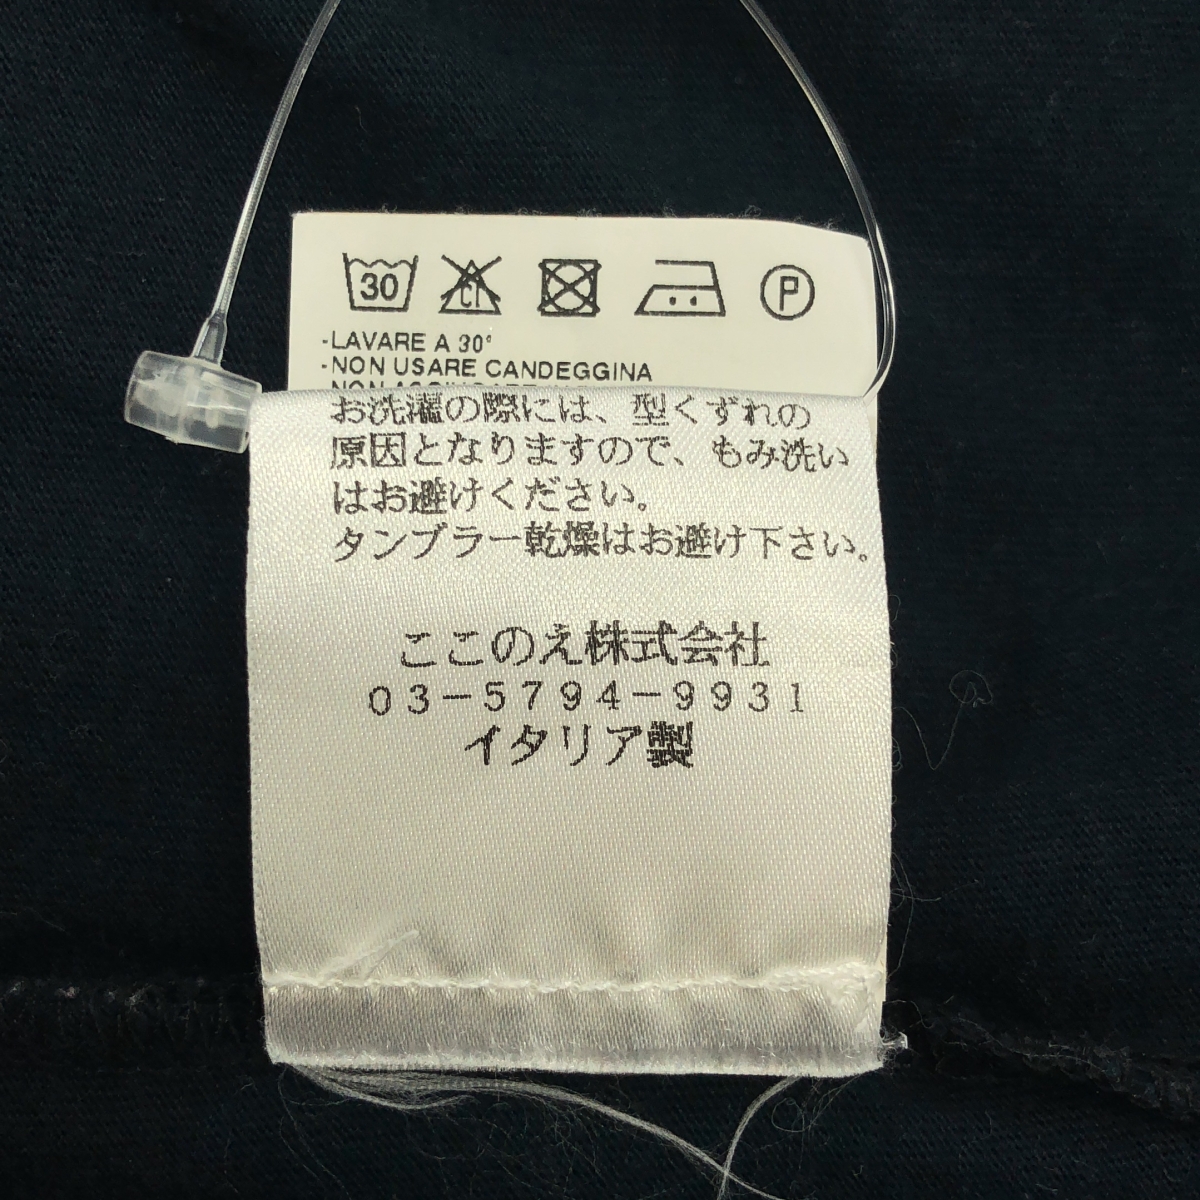 30
CL
P
-LAVARE A 30°
-NON USARE CANDEGGINA
お洗濯の際には、型くずれの
原因となりますので、もみ洗い
はお避けください。
タンブラー乾燥はお避け下さい。
ここのえ株式会社
03-5794-9931
イタリア製